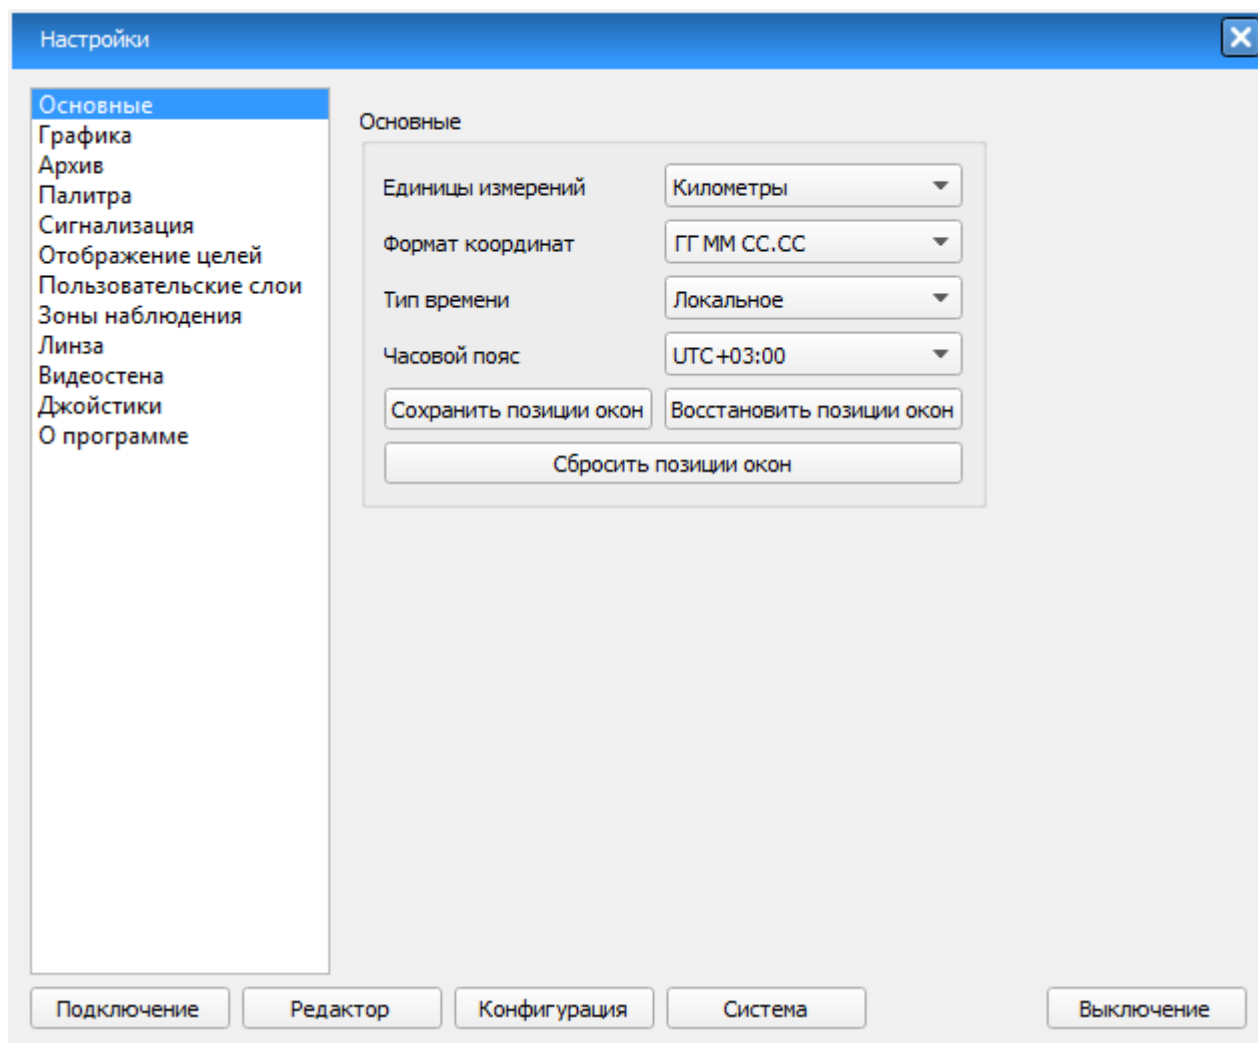 Настройки
Основные
Графика
Архив
Палитра
Сигнализация
Отображение целей
Пользовательские слои
Зоны наблюдения
Линза
Видеостена
Джойстики
О программе
Основные
Единицы измерений Километры
Формат координат ГГ ММ СС.СС
Тип времени Локальное
Часовой пояс UTC+03:00
Сохранить позиции окон Восстановить позиции окон
Сбросить позиции окон
Подключение Редактор Конфигурация Система Выключение